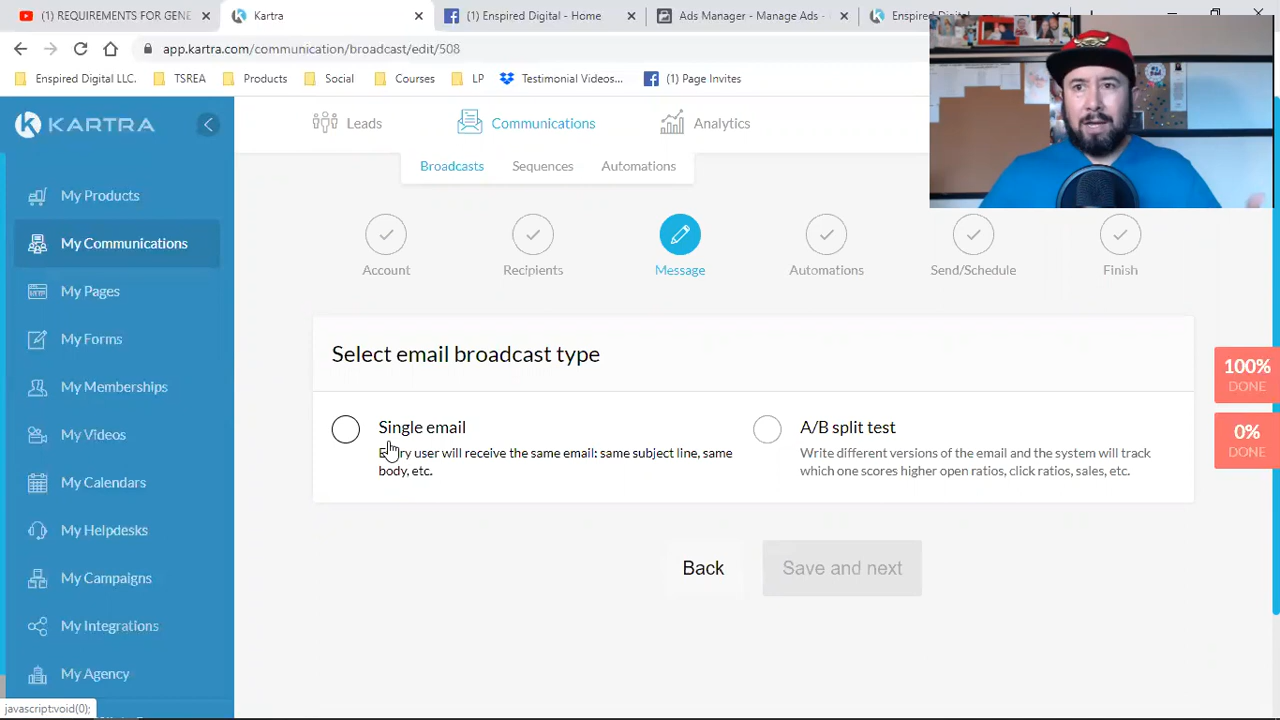 (1) REQUIREMENTS FOR GENE
Kartra
(1) Enspired Digital - Home
Ads Manager - Manage Ads -
Enspired Digital
app.kartra.com/communication/broadcast/edit/508
Enspired Digital LLC.
TSREA
Social
Courses
LP
Testimonial Videos...
(1) Page Invites
KARTRA
Leads
Communications
Analytics
Broadcasts
Sequences
Automations
My Products
My Communications
My Pages
My Forms
My Memberships
My Videos
My Calendars
My Helpdesks
My Campaigns
My Integrations
My Agency
Account
Recipients
Message
Automations
Send/Schedule
Finish
Select email broadcast type
Single email
Every user will receive the same email: same subject line, same
body, etc.
A/B split test
Write different versions of the email and the system will track
which one scores higher open ratios, click ratios, sales, etc.
Back
Save and next
100%
DONE
0%
DONE
javascript:void(0);